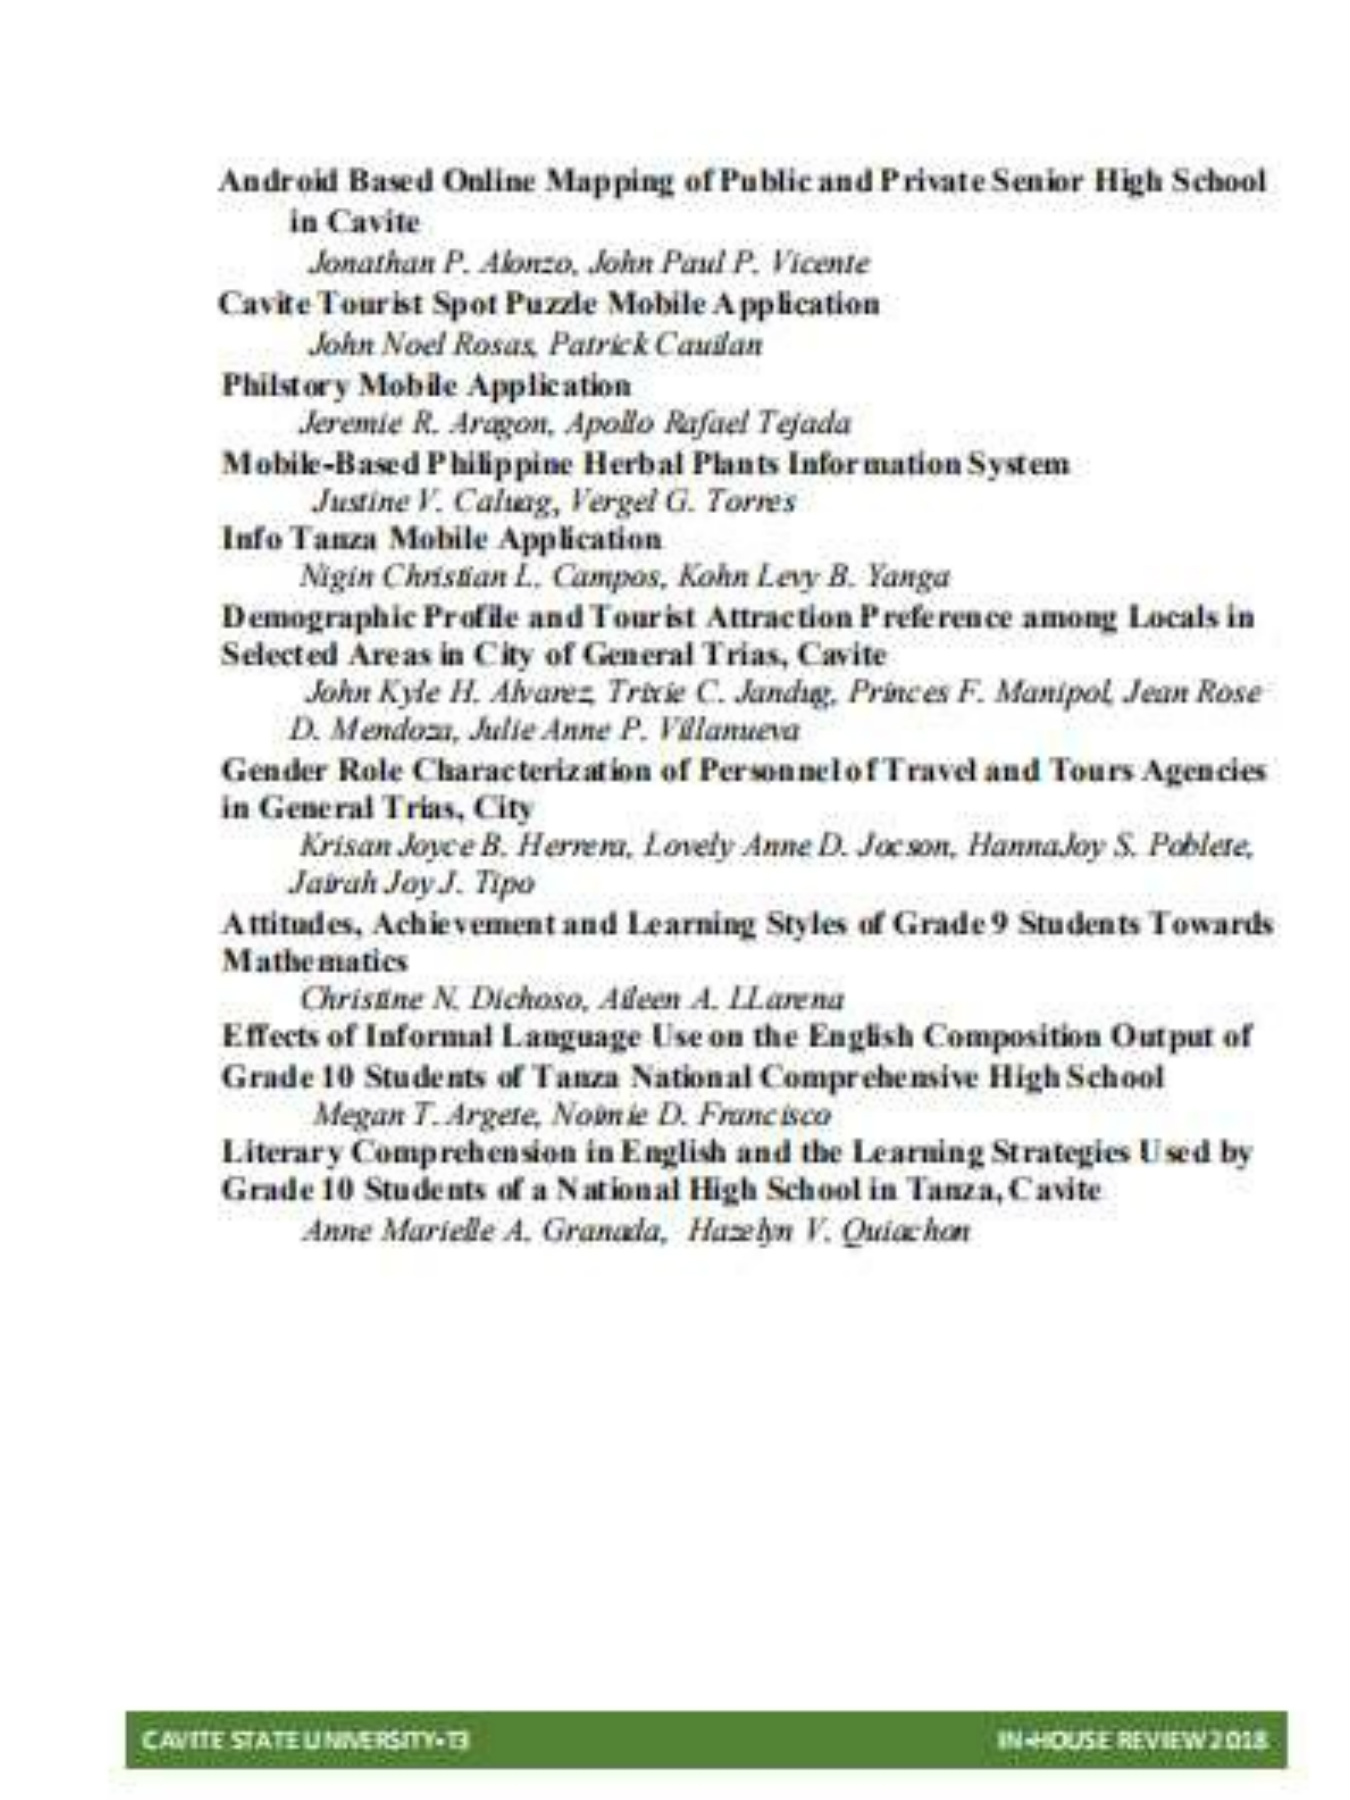 Android Based Online Mapping of Public and Private Senior High School
in Cavite
Jonathan P. Alonzo, John Paul P. Vicente
Cavite Tourist Spot Puzzle Mobile Application
John Noel Rosas, Patrick Cauilan
Philstory Mobile Application
Jeremie R. Aragon, Apollo Rafael Tejada
Mobile-Based Philippine Herbal Plants Information System
Justine V. Caluag, Vergel G. Torres
Info Tanza Mobile Application
Nigin Christian L. Campos, Kohn Levy B. Yanga
Demographic Profile and Tourist Attraction Preference among Locals in
Selected Areas in City of General Trias, Cavite
John Kyle H. Alvarez, Trixie C. Jandug, Princes F. Manipol, Jean Rose
D. Mendoza, Julie Anne P. Villanueva
Gender Role Characterization of Personnel of Travel and Tours Agencies
in General Trias, City
Krisan Joyce B. Herrera, Lovely Anne D. Jocson, HannaJoy S. Poblete,
Jairah Joy J. Tipo
Attitudes, Achievement and Learning Styles of Grade 9 Students Towards
Mathematics
Christine N. Dichoso, Aileen A. LLarena
Effects of Informal Language Use on the English Composition Output of
Grade 10 Students of Tanza National Comprehensive High School
Megan T. Argete, Noimie D. Francisco
Literary Comprehension in English and the Learning Strategies Used by
Grade 10 Students of a National High School in Tanza, Cavite
Anne Marielle A. Granada, Hazelyn V. Quiachon
CAVITE STATE UNIVERSITY-T3 IN-HOUSE REVIEW 2018